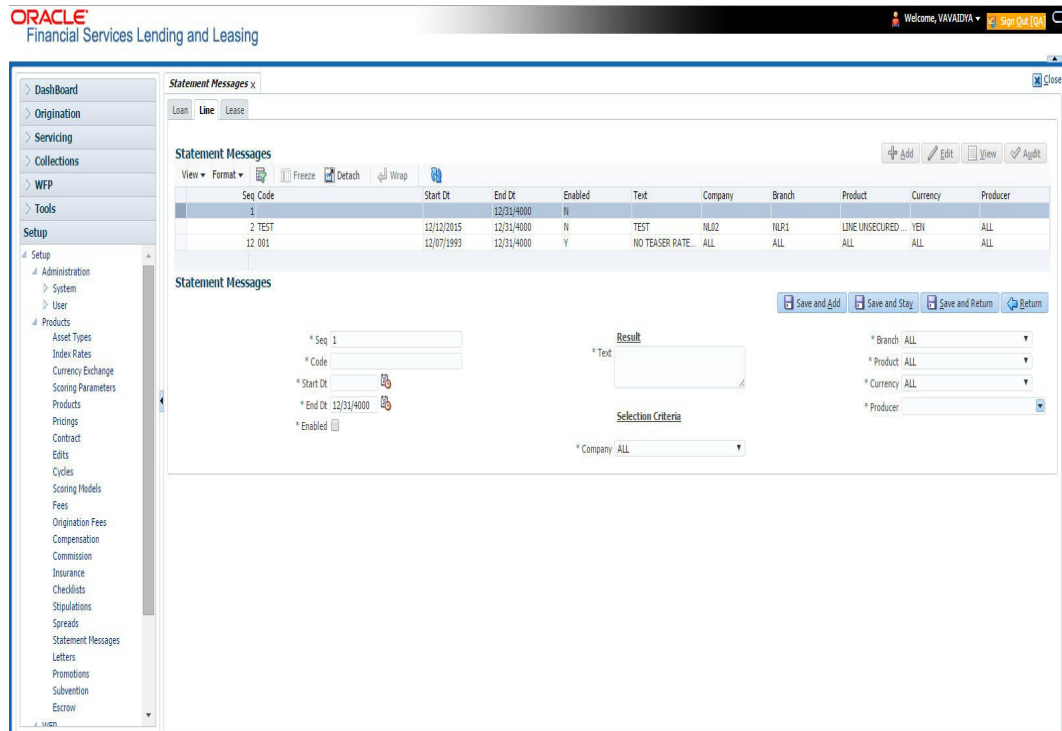 ORACLE'
Financial Services Lending and Leasing
Welcome, VAVAIDYA
Sign Out [QA]
DashBoard
Origination
Servicing
Collections
WFP
Tools
Setup
Setup
Administration
System
User
Products
Asset Types
Index Rates
Currency Exchange
Scoring Parameters
Products
Pricings
Contract
Edits
Cycles
Scoring Models
Fees
Origination Fees
Compensation
Commission
Insurance
Checklists
Stipulations
Spreads
Statement Messages
Letters
Promotions
Subvention
Escrow
WFP
Statement Messages x
Close
Loan Line Lease
Statement Messages
Add Edit View Audit
View Format Freeze Detach Wrap
Seq Code Start Dt End Dt Enabled Text Company Branch Product Currency Producer
1 12/31/4000 N
2 TEST 12/12/2015 12/31/4000 N TEST NL02 NLR1 LINE UNSECURED ... YEN ALL
12 001 12/07/1993 12/31/4000 Y NO TEASER RATE... ALL ALL ALL ALL ALL
Statement Messages
Save and Add Save and Stay Save and Return Return
* Seq 1
* Code
* Start Dt
* End Dt 12/31/4000
* Enabled
Result
* Text
Selection Criteria
* Company ALL
* Branch ALL
* Product ALL
* Currency ALL
* Producer